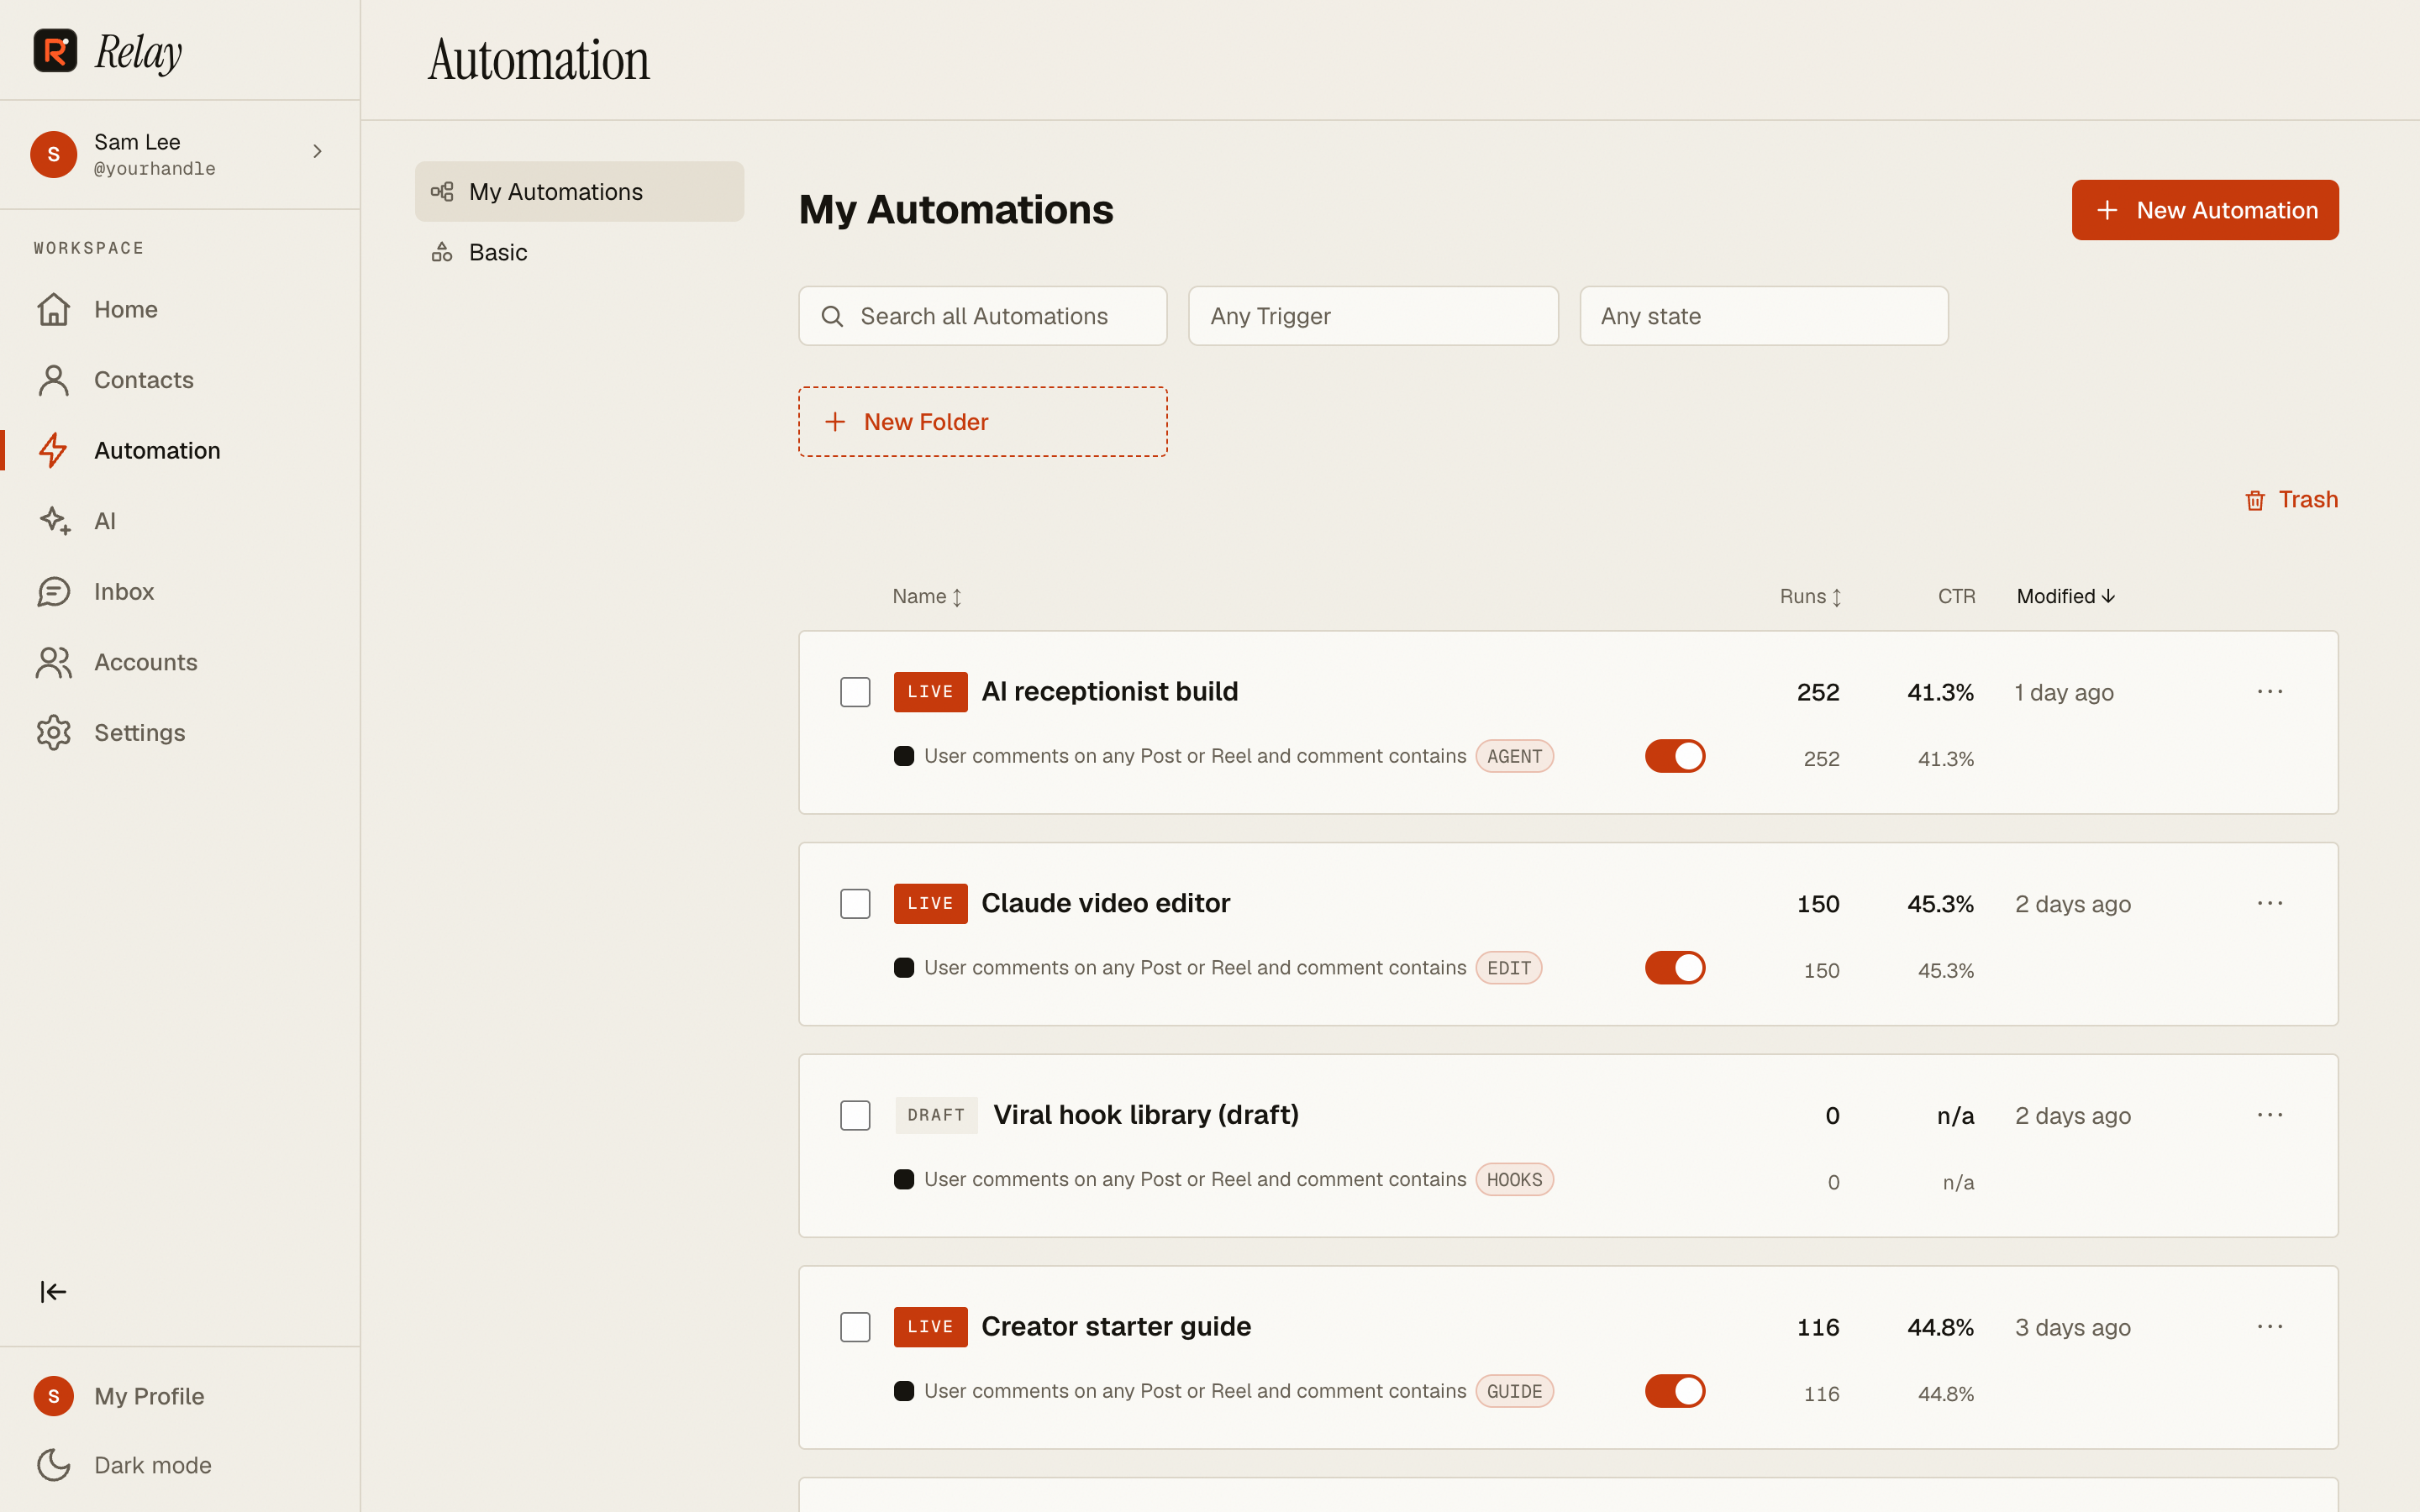 Relay
Automation
S
Sam Lee
@yourhandle
WORKSPACE
Home
Contacts
Automation
AI
Inbox
Accounts
Settings
S
My Profile
Dark mode
My Automations
Basic
My Automations
New Automation
Search all Automations
Any Trigger
Any state
New Folder
Trash
Name Runs CTR Modified
LIVE AI receptionist build 252 41.3% 1 day ago
User comments on any Post or Reel and comment contains AGENT 252 41.3%
LIVE Claude video editor 150 45.3% 2 days ago
User comments on any Post or Reel and comment contains EDIT 150 45.3%
DRAFT Viral hook library (draft) 0 n/a 2 days ago
User comments on any Post or Reel and comment contains HOOKS 0 n/a
LIVE Creator starter guide 116 44.8% 3 days ago
User comments on any Post or Reel and comment contains GUIDE 116 44.8%